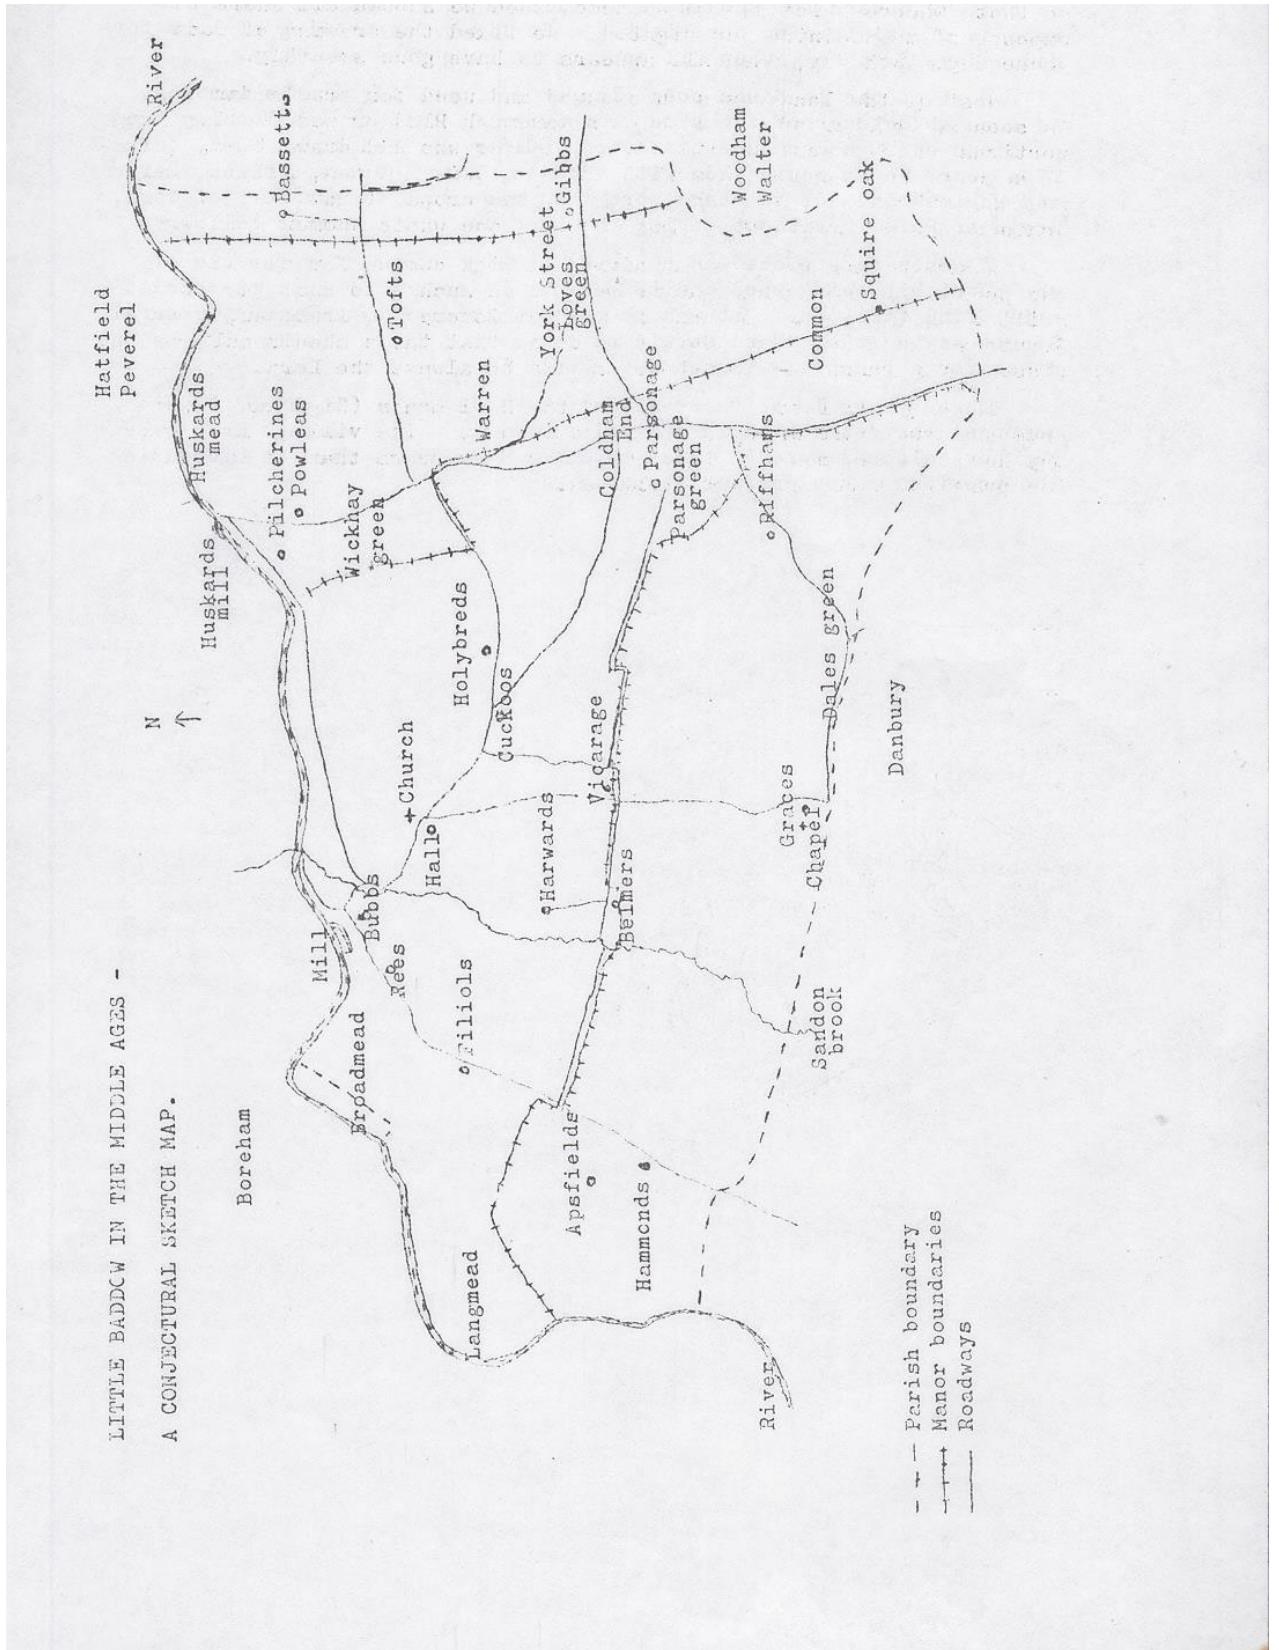 LITTLE BADDOW IN THE MIDDLE AGES -
A CONJECTURAL SKETCH MAP.
N
Hatfield
Peverel
River
Boreham
Huskards
mead
Huskards
mill
Pilcherines
Powleas
Bassetts
Tofts
Wickhay
green
Warren
York Street
Loves
green
Gibbs
Woodham
Walter
Mill
Broadmead
Bubbs
Rees
Church
Hall
Holybreds
Cuckoos
Coldham
End
Parsonage
Parsonage
green
Common
Squire oak
Langmead
Filiols
Harwards
Vicarage
Belmers
Riffhams
Apsfields
Hammonds
Graces
Chapel
Dales green
Sandon
brook
Danbury
River
Parish boundary
Manor boundaries
Roadways